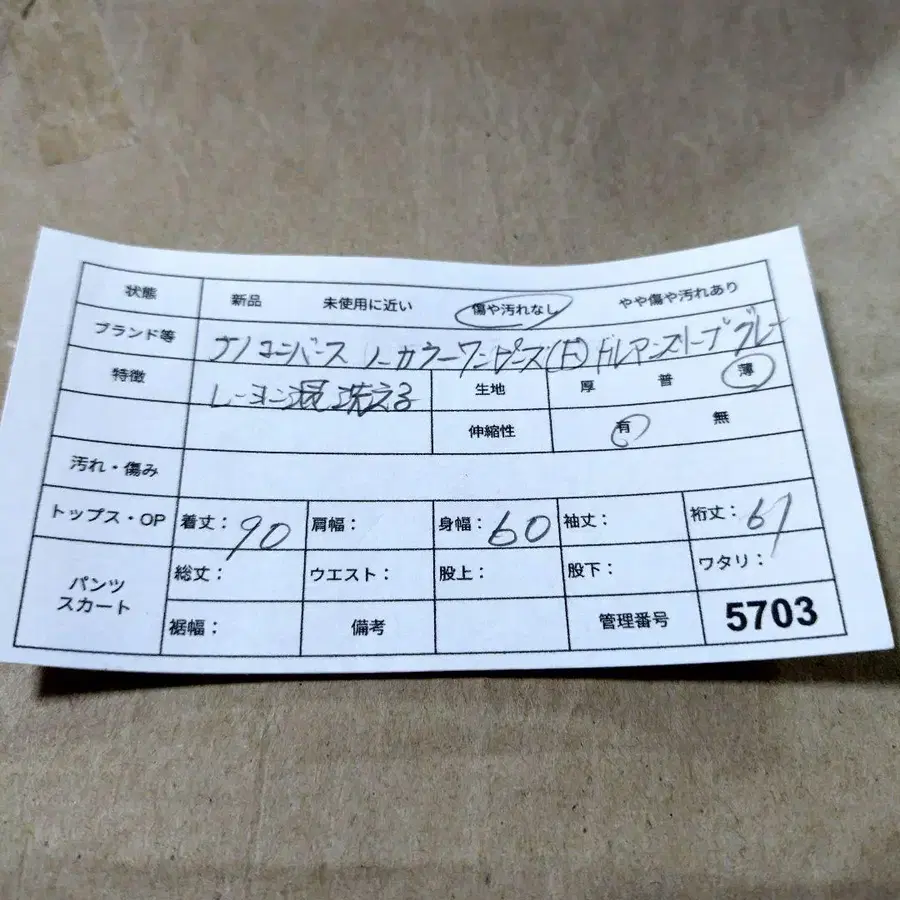 状態 新品 未使用に近い 傷や汚れなし やや傷や汚れあり
ブランド等 ナノユニバース ノーカラーワンピース(F) ドルマンスリーブ グレー
特徴 レーヨン混 洗える 生地 厚 普 薄
伸縮性 有 無
汚れ・傷み
トップス・OP 着丈: 90 肩幅: 身幅: 60 袖丈: 裄丈: 67
パンツ スカート 総丈: ウエスト: 股上: 股下: ワタリ:
裾幅; 備考 管理番号 5703